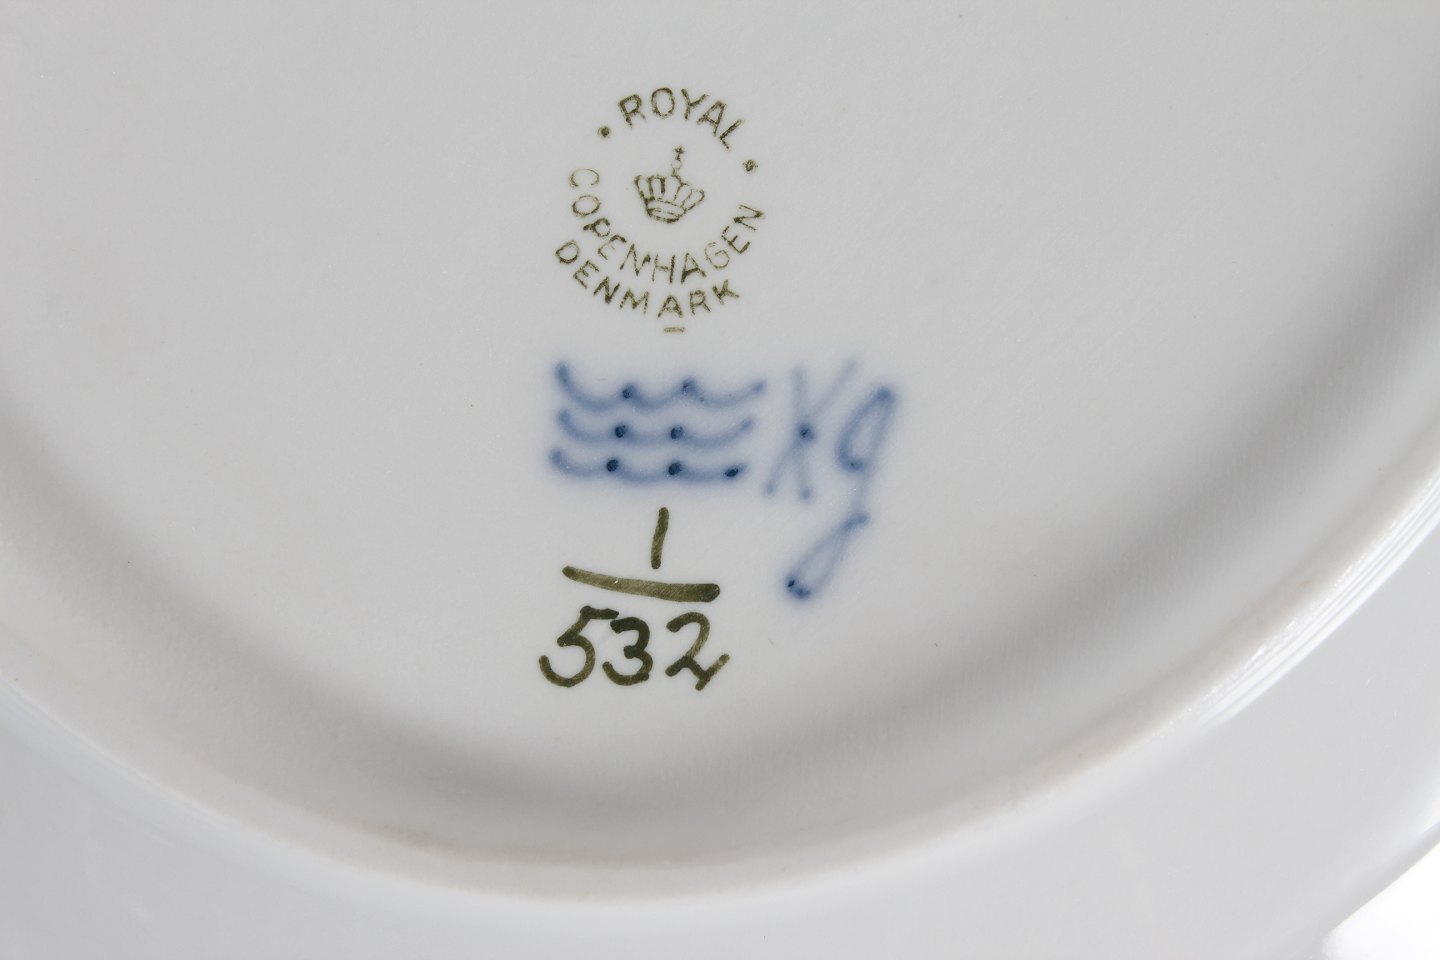 ROYAL
COPENHAGEN
DENMARK
Kg
1
532